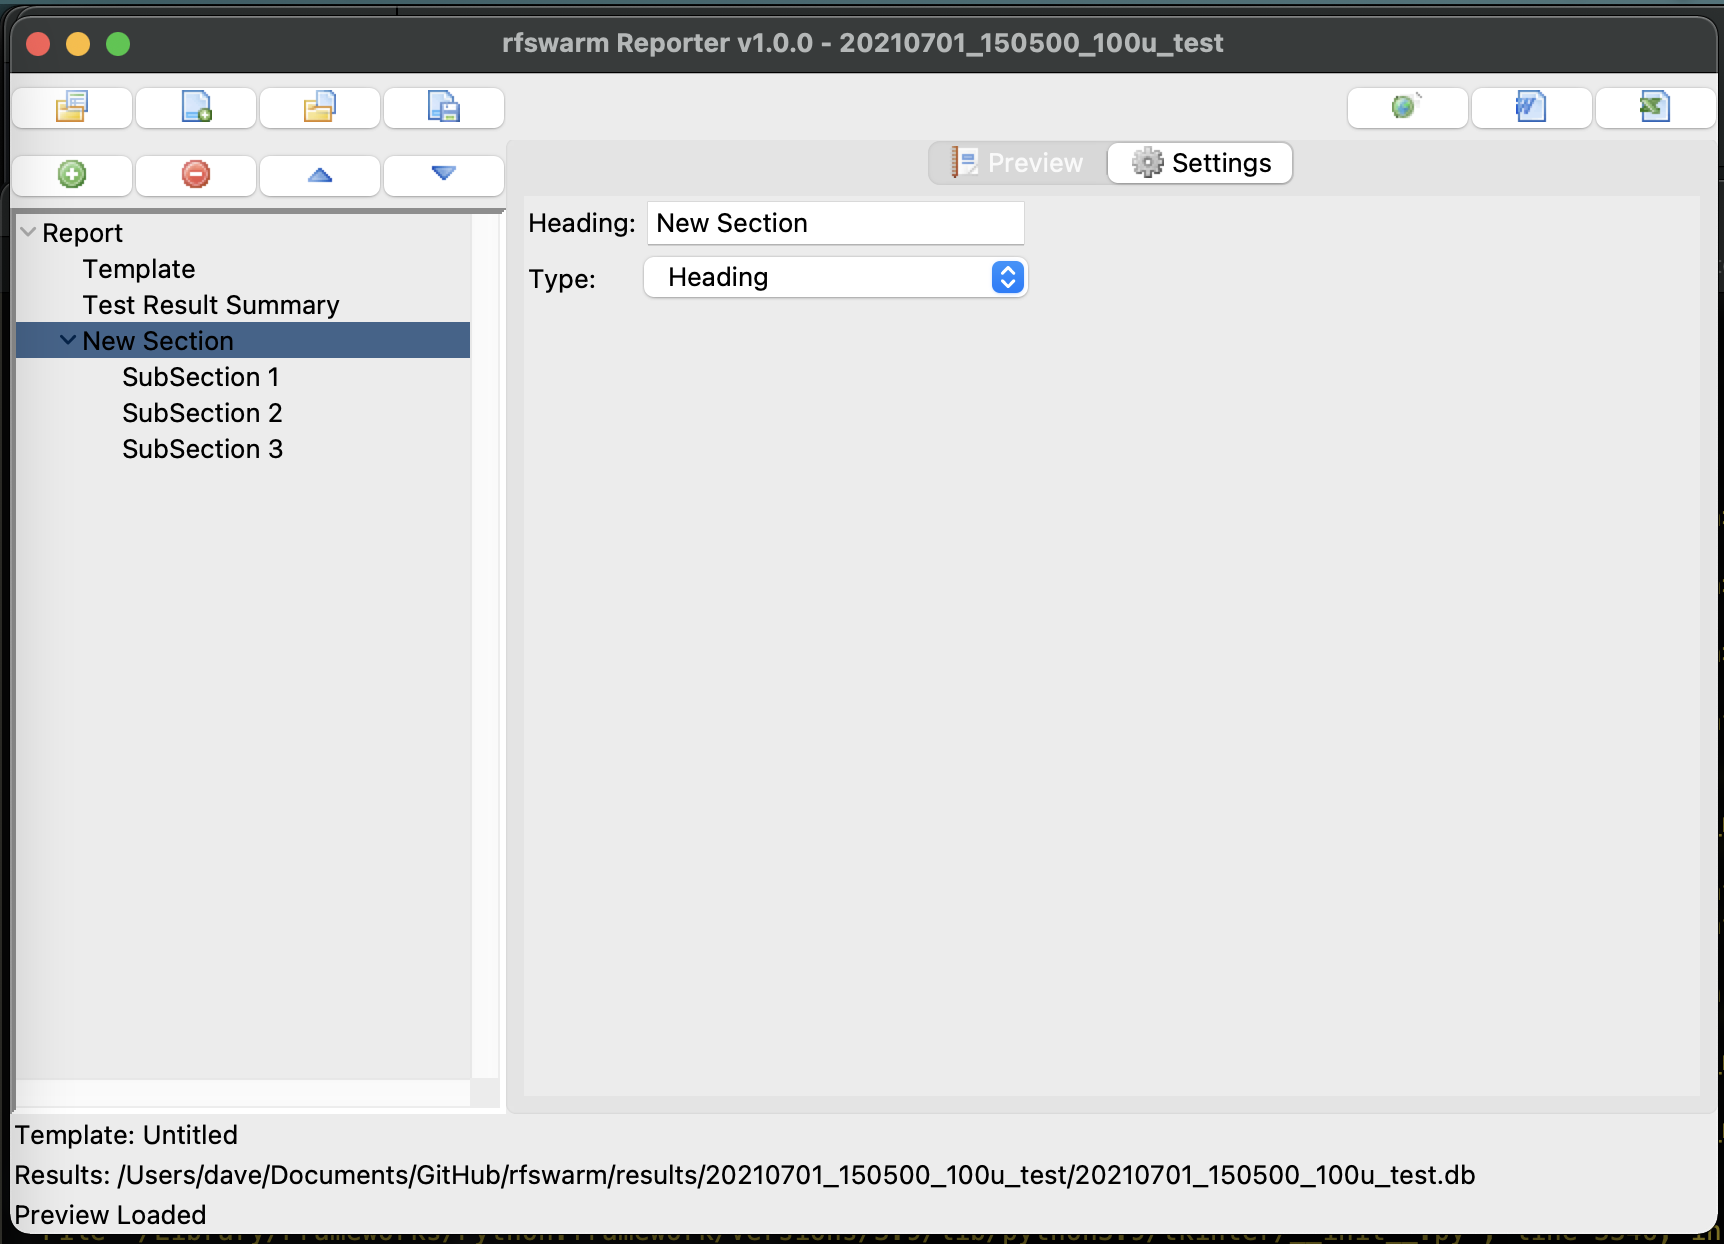 rfswarm Reporter v1.0.0 - 20210701_150500_100u_test
Preview
Settings
Report
Template
Test Result Summary
New Section
SubSection 1
SubSection 2
SubSection 3
Heading: New Section
Type: Heading
Template: Untitled
Results: /Users/dave/Documents/GitHub/rfswarm/results/20210701_150500_100u_test/20210701_150500_100u_test.db
Preview Loaded